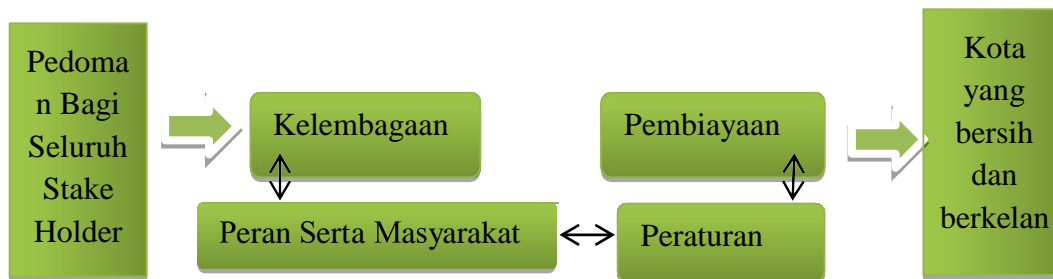 Pedoma
n Bagi
Seluruh
Stake
Holder
Kelembagaan
Peran Serta Masyarakat
Pembiayaan
Peraturan
Kota
yang
bersih
dan
berkelan